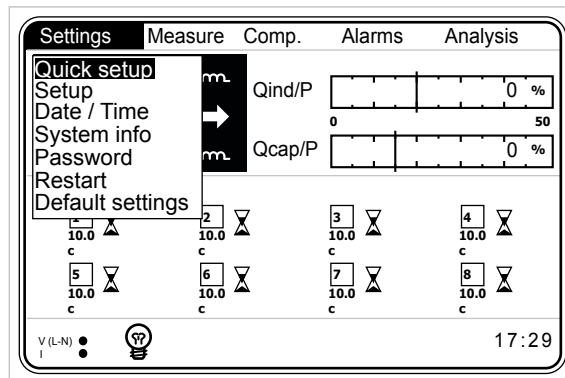 Settings Measure Comp. Alarms Analysis
Quick setup
Setup
Date / Time
System info
Password
Restart
Default settings
Qind/P 0 %
0 50
Qcap/P 0 %
1 2 3 4
10.0 10.0 10.0 10.0
c c c c
5 6 7 8
10.0 10.0 10.0 10.0
c c c c
V (L-N)
I
17:29